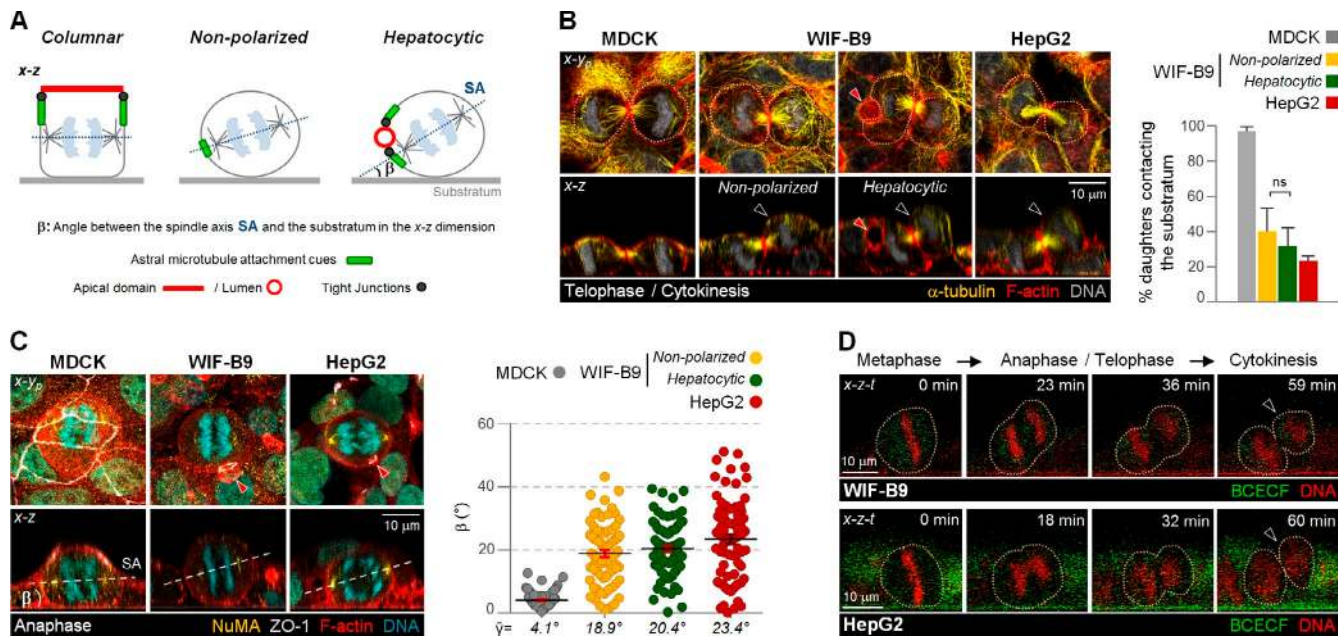 A
Columnar Non-polarized Hepatocytic
x-z
SA
β
Substratum
β: Angle between the spindle axis SA and the substratum in the x-z dimension
Astral microtubule attachment cues
Apical domain / Lumen Tight Junctions
B
MDCK WIF-B9 HepG2
x-yp
x-z Non-polarized Hepatocytic 10 µm
Telophase / Cytokinesis α-tubulin F-actin DNA
MDCK
WIF-B9 Non-polarized
Hepatocytic
HepG2
% daughters contacting the substratum
100
80
60
40
20
0
ns
C
MDCK WIF-B9 HepG2
x-yp
x-z 10 µm
SA
β
Anaphase NuMA ZO-1 F-actin DNA
MDCK WIF-B9 Non-polarized
Hepatocytic
HepG2
β (°)
60
40
20
0
ȳ= 4.1° 18.9° 20.4° 23.4°
D
Metaphase Anaphase / Telophase Cytokinesis
x-z-t 0 min 23 min 36 min 59 min
10 µm
WIF-B9 BCECF DNA
x-z-t 0 min 18 min 32 min 60 min
10 µm
HepG2 BCECF DNA